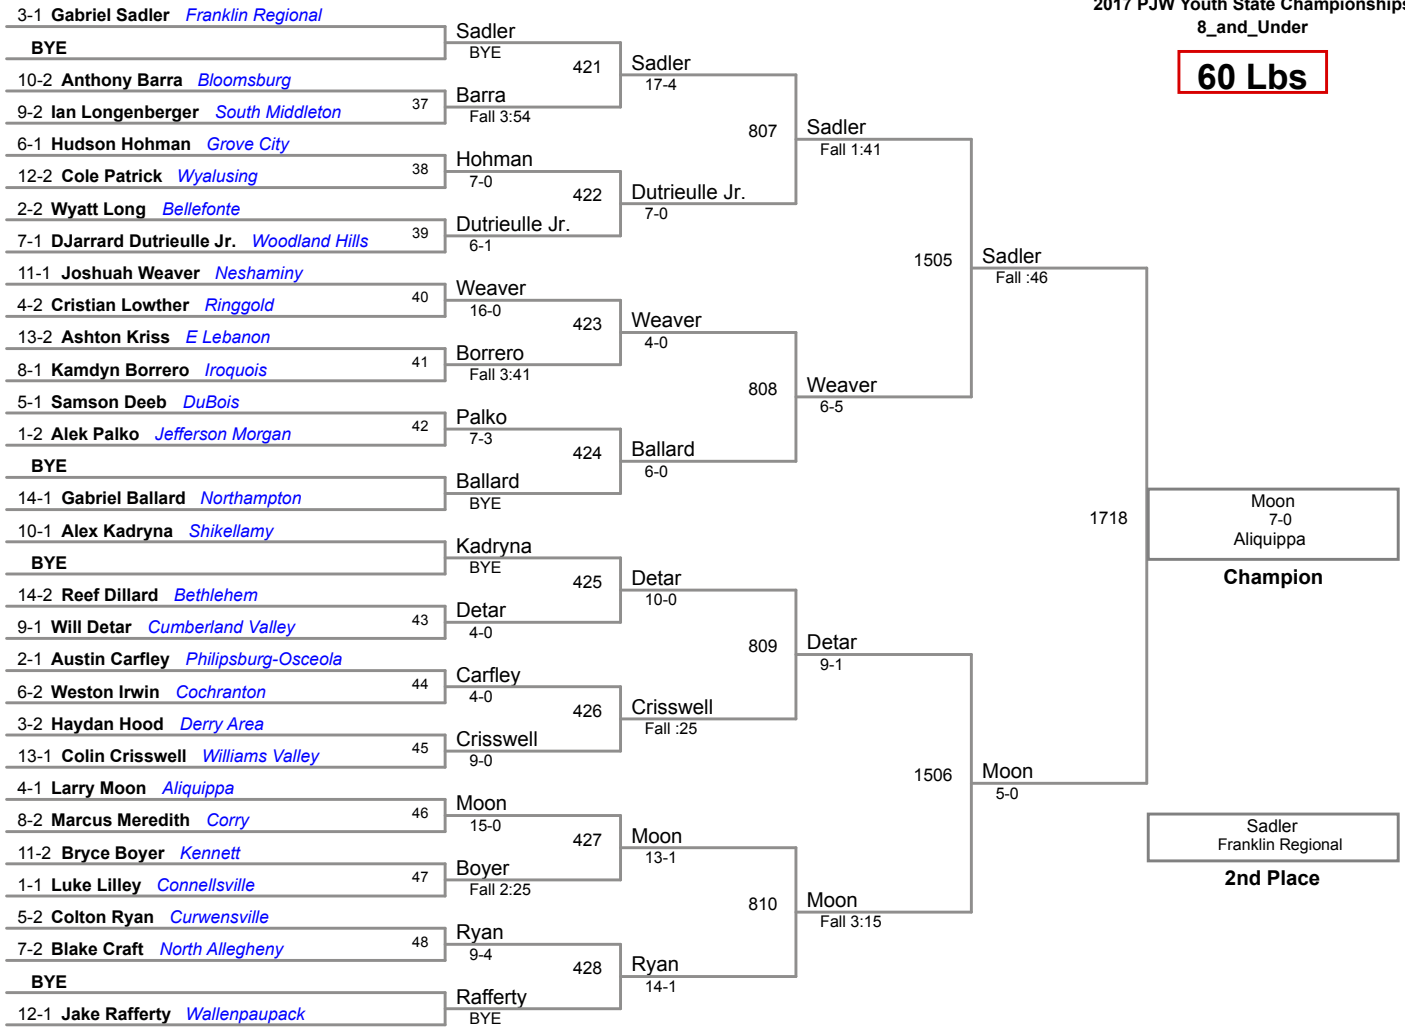 2017 PJW Youth State Championships
8_and_Under
60 Lbs
3-1 Gabriel Sadler Franklin Regional
BYE
10-2 Anthony Barra Bloomsburg
9-2 Ian Longenberger South Middleton
6-1 Hudson Hohman Grove City
12-2 Cole Patrick Wyalusing
2-2 Wyatt Long Bellefonte
7-1 DJarrard Dutrieulle Jr. Woodland Hills
11-1 Joshuah Weaver Neshaminy
4-2 Cristian Lowther Ringgold
13-2 Ashton Kriss E Lebanon
8-1 Kamdyn Borrero Iroquois
5-1 Samson Deeb DuBois
1-2 Alek Palko Jefferson Morgan
BYE
14-1 Gabriel Ballard Northampton
10-1 Alex Kadryna Shikellamy
BYE
14-2 Reef Dillard Bethlehem
9-1 Will Detar Cumberland Valley
2-1 Austin Carfley Philipsburg-Osceola
6-2 Weston Irwin Cochranton
3-2 Haydan Hood Derry Area
13-1 Colin Crisswell Williams Valley
4-1 Larry Moon Aliquippa
8-2 Marcus Meredith Corry
11-2 Bryce Boyer Kennett
1-1 Luke Lilley Connellsville
5-2 Colton Ryan Curwensville
7-2 Blake Craft North Allegheny
BYE
12-1 Jake Rafferty Wallenpaupack
37
38
39
40
41
42
43
44
45
46
47
48
Sadler
BYE
Barra
Fall 3:54
Hohman
7-0
Dutrieulle Jr.
6-1
Weaver
16-0
Borrero
Fall 3:41
Palko
7-3
Ballard
BYE
Kadryna
BYE
Detar
4-0
Carfley
4-0
Crisswell
9-0
Moon
15-0
Boyer
Fall 2:25
Ryan
9-4
Rafferty
BYE
421
422
423
424
425
426
427
428
Sadler
17-4
Dutrieulle Jr.
7-0
Weaver
4-0
Ballard
6-0
Detar
10-0
Crisswell
Fall :25
Moon
13-1
Ryan
14-1
807
808
809
810
Sadler
Fall 1:41
Weaver
6-5
Detar
9-1
Moon
Fall 3:15
1505
1506
Sadler
Fall :46
Moon
5-0
1718
Moon
7-0
Aliquippa
Champion
Sadler
Franklin Regional
2nd Place